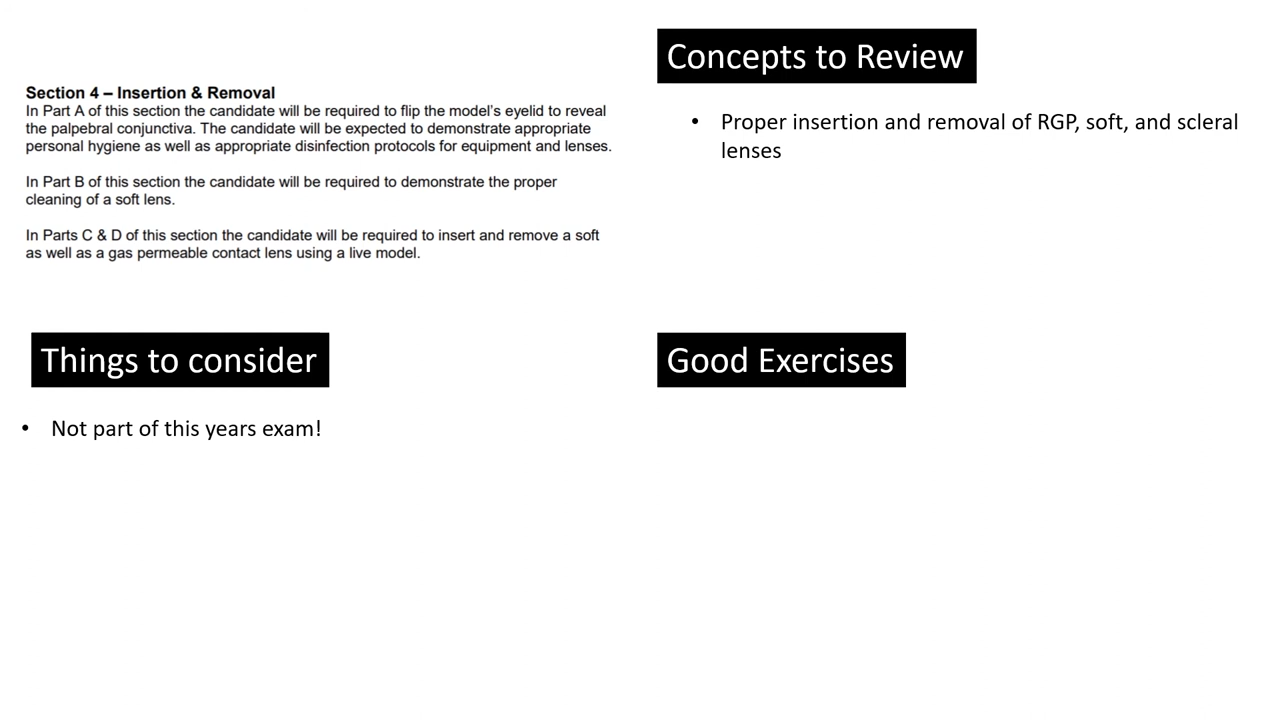 Section 4 – Insertion & Removal
In Part A of this section the candidate will be required to flip the model's eyelid to reveal
the palpebral conjunctiva. The candidate will be expected to demonstrate appropriate
personal hygiene as well as appropriate disinfection protocols for equipment and lenses.
In Part B of this section the candidate will be required to demonstrate the proper
cleaning of a soft lens.
In Parts C & D of this section the candidate will be required to insert and remove a soft
as well as a gas permeable contact lens using a live model.
Concepts to Review
• Proper insertion and removal of RGP, soft, and scleral
lenses
Things to consider
• Not part of this years exam!
Good Exercises